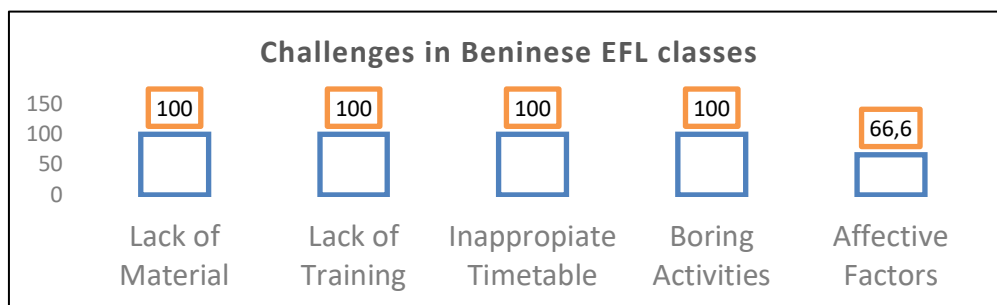 Challenges in Beninese EFL classes
150
100
50
0
100
100
100
100
66,6
Lack of Material
Lack of Training
Inappropiate Timetable
Boring Activities
Affective Factors